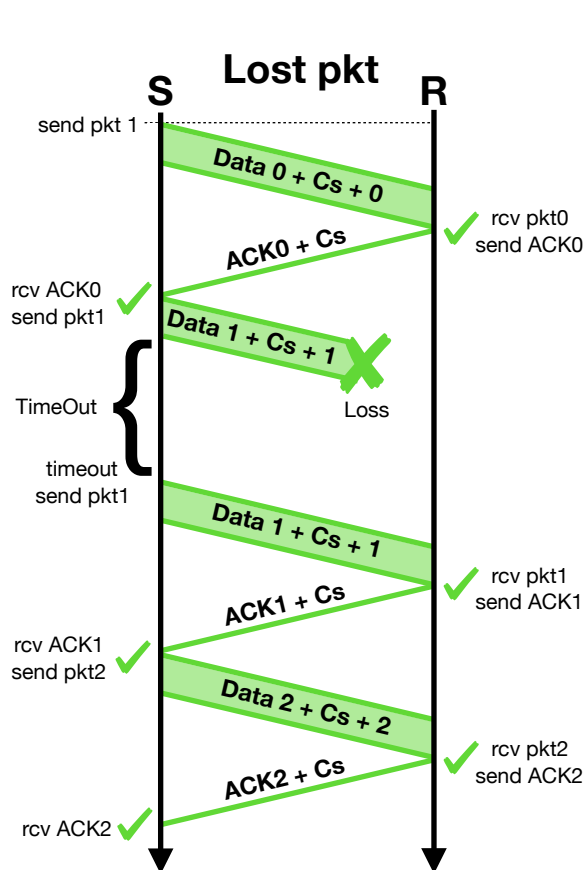 Lost pkt
S
R
send pkt 1
Data 0 + Cs + 0
rcv pkt0
send ACK0
ACK0 + Cs
rcv ACK0
send pkt1
Data 1 + Cs + 1
TimeOut
Loss
timeout
send pkt1
Data 1 + Cs + 1
rcv pkt1
send ACK1
ACK1 + Cs
rcv ACK1
send pkt2
Data 2 + Cs + 2
rcv pkt2
send ACK2
ACK2 + Cs
rcv ACK2